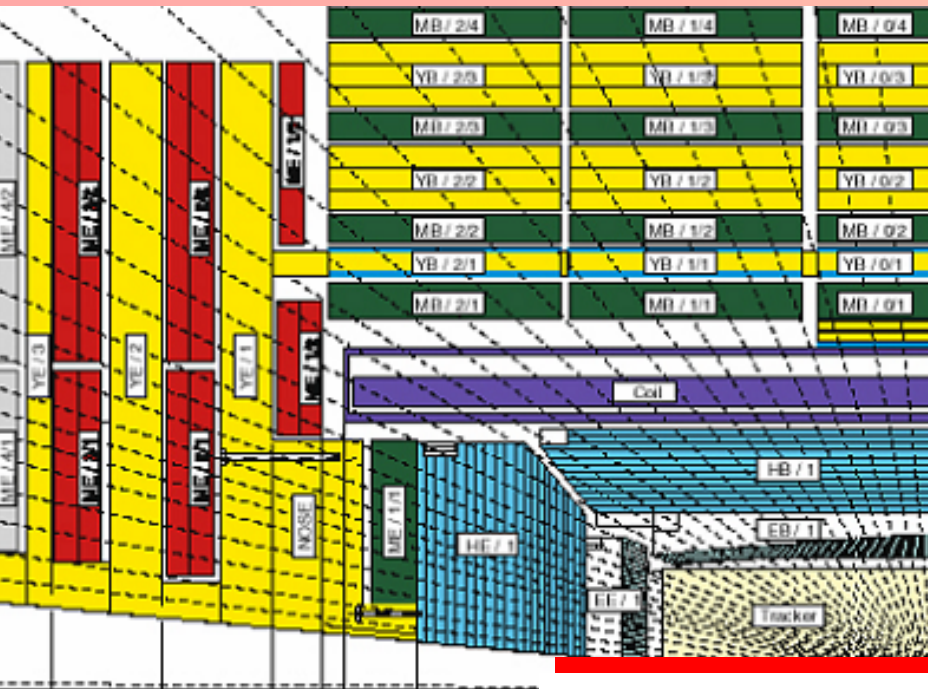 MB / 2/4 MB / 1/4 MB / 0/4
YB / 2/3 YB / 1/3 YB / 0/3
MB / 2/3 MB / 1/3 MB / 0/3
YB / 2/2 YB / 1/2 YB / 0/2
MB / 2/2 MB / 1/2 MB / 0/2
YB / 2/1 YB / 1/1 YB / 0/1
MB / 2/1 MB / 1/1 MB / 0/1
ME / 4/2
YE / 3
YE / 2
YE / 1
Coil
ME / 4/1
NOSE
ME / 1/1
HE / 1
HB / 1
EB / 1
EE / 1
Tracker